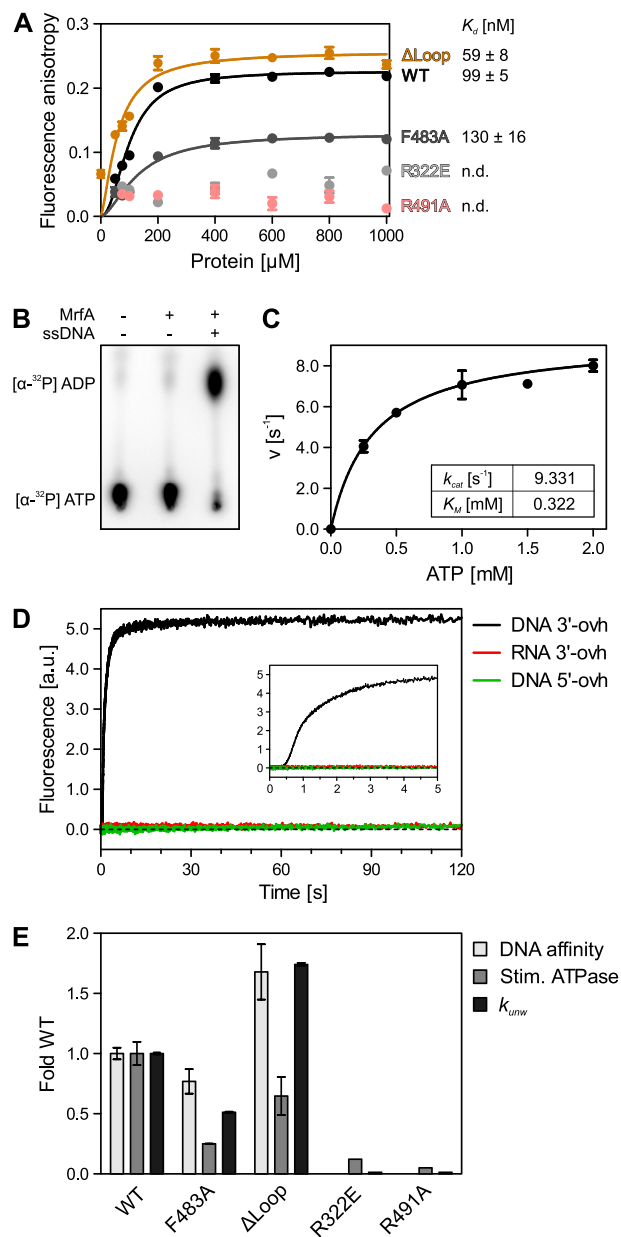 A
K_d [nM]
ΔLoop 59 ± 8
WT 99 ± 5
F483A 130 ± 16
R322E n.d.
R491A n.d.
Fluorescence anisotropy
0.3
0.2
0.1
0.0
0 200 400 600 800 1000
Protein [µM]
B
MrfA - + +
ssDNA - - +
[α-³²P] ADP
[α-³²P] ATP
C
v [s⁻¹]
8.0
6.0
4.0
2.0
0.0
k_cat [s⁻¹] 9.331
K_M [mM] 0.322
0.0 0.5 1.0 1.5 2.0
ATP [mM]
D
Fluorescence [a.u.]
5.0
4.0
3.0
2.0
1.0
0.0
5
4
3
2
1
0
0 1 2 3 4 5
DNA 3'-ovh
RNA 3'-ovh
DNA 5'-ovh
0 30 60 90 120
Time [s]
E
Fold WT
2.0
1.5
1.0
0.5
0.0
DNA affinity
Stim. ATPase
k_unw
WT F483A ΔLoop R322E R491A